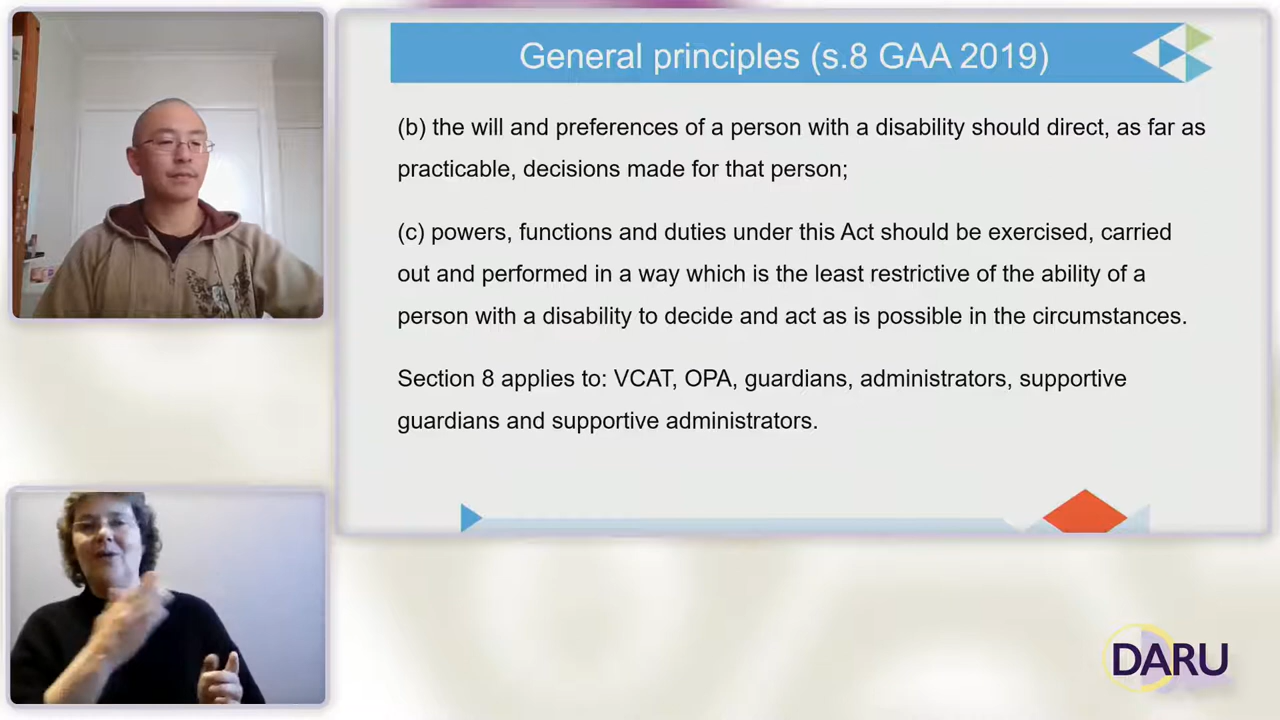 General principles (s.8 GAA 2019)
(b) the will and preferences of a person with a disability should direct, as far as
practicable, decisions made for that person;
(c) powers, functions and duties under this Act should be exercised, carried
out and performed in a way which is the least restrictive of the ability of a
person with a disability to decide and act as is possible in the circumstances.
Section 8 applies to: VCAT, OPA, guardians, administrators, supportive
guardians and supportive administrators.
DARU